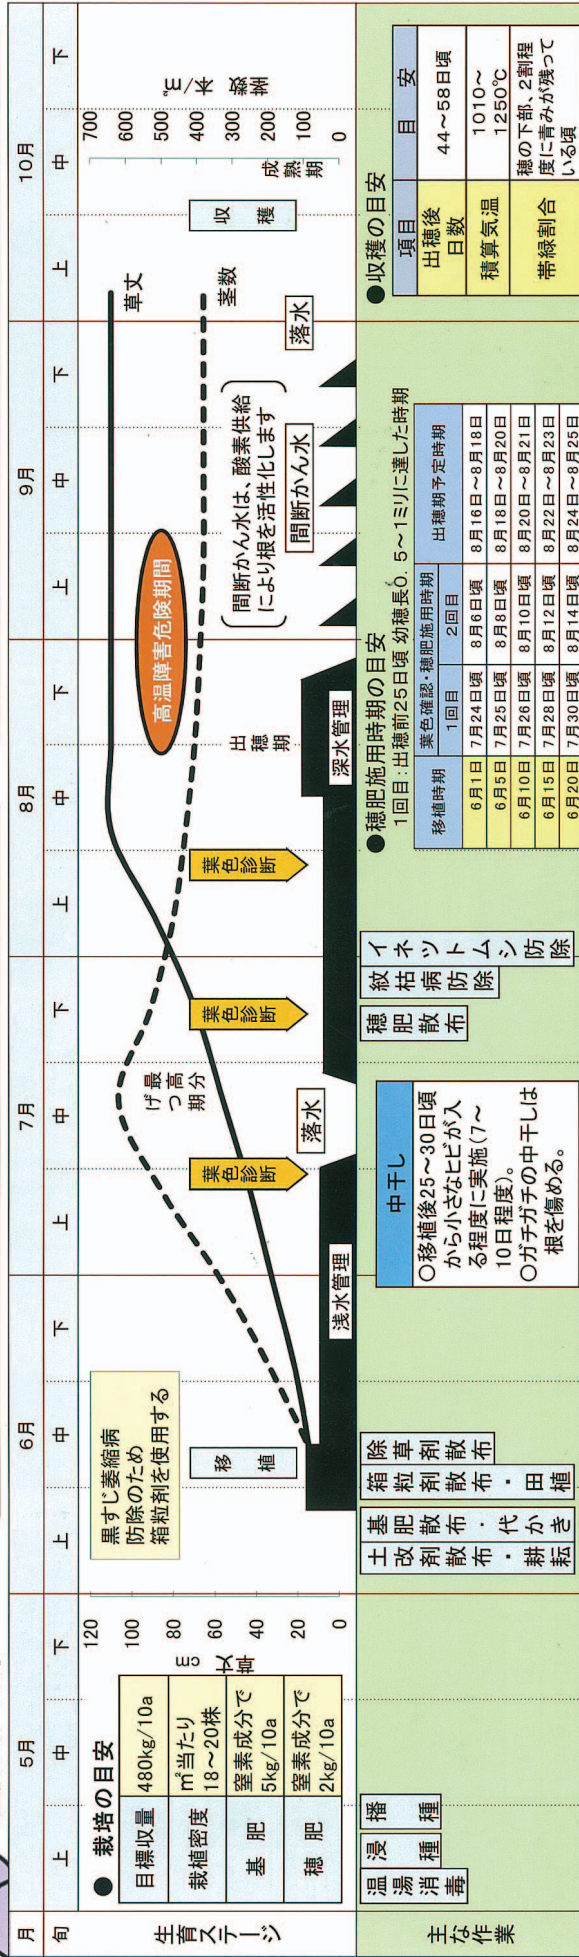 月
5月
6月
7月
8月
9月
10月
旬
上
中
下
上
中
下
上
中
下
上
中
下
上
中
下
上
中
下
生育ステージ
● 栽培の目安
目標収量
480kg/10a
栽植密度
㎡当たり
18〜20株
基 肥
窒素成分で
5kg/10a
穂 肥
窒素成分で
2kg/10a
草丈
cm
120
100
80
60
40
20
0
黒すじ萎縮病
防除のため
箱粒剤を使用する
移植
浅水管理
葉色診断
最高分
げつ期
落水
葉色診断
葉色診断
出穂期
深水管理
高温障害危険期間
間断かん水は、酸素供給
により根を活性化します
間断かん水
草丈
茎数
落水
収穫
成熟期
700
600
500
400
300
200
100
0
茎数
本/㎡
主な作業
温湯消毒
浸種
播種
土改剤散布・耕耘
基肥散布・代かき
箱粒剤散布・田植
除草剤散布
中干し
○移植後25〜30日頃
から小さなヒビが入
る程度に実施(7〜
10日程度)。
○ガチガチの中干しは
根を傷める。
穂肥散布
紋枯病防除
イネツトムシ防除
●穂肥施用時期の目安
1回目:出穂前25日頃 幼穂長0.5〜1ミリに達した時期
移植時期
葉色確認・穂肥施用時期
出穂期予定時期
1回目
2回目
6月1日 7月24日頃 8月6日頃 8月16日〜8月18日
6月5日 7月25日頃 8月8日頃 8月18日〜8月20日
6月10日 7月26日頃 8月10日頃 8月20日〜8月21日
6月15日 7月28日頃 8月12日頃 8月22日〜8月23日
6月20日 7月30日頃 8月14日頃 8月24日〜8月25日
●収穫の目安
項目
目 安
出穂後
日数
44〜58日頃
積算気温
1010〜
1250℃
帯緑割合
穂の下部、2割程
度に青みが残って
いる頃